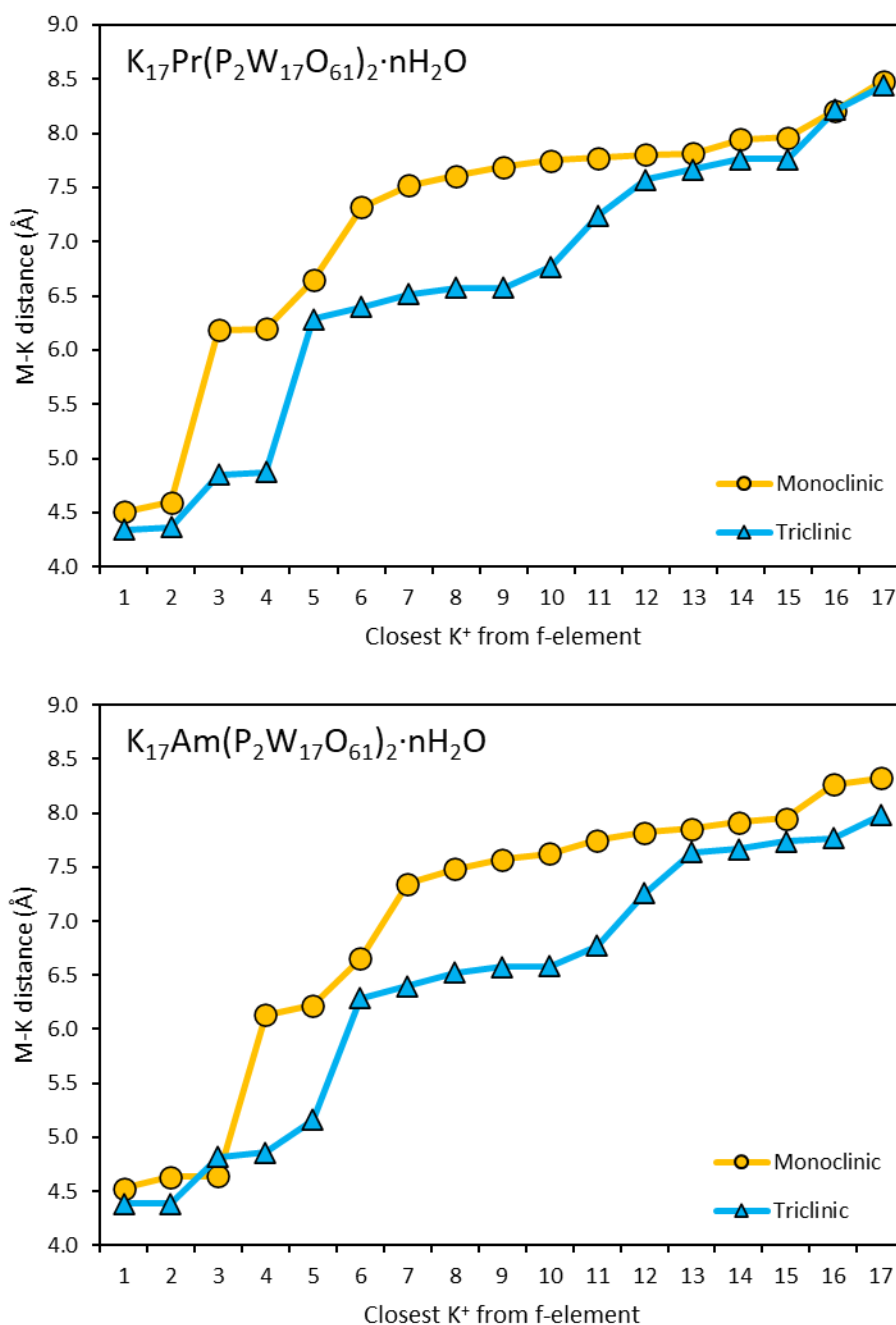 K₁₇Pr(P₂W₁₇O₆₁)₂·nH₂O
9.0
8.5
8.0
7.5
7.0
6.5
6.0
5.5
5.0
4.5
4.0
M-K distance (Å)
Monoclinic
Triclinic
1 2 3 4 5 6 7 8 9 10 11 12 13 14 15 16 17
Closest K⁺ from f-element
K₁₇Am(P₂W₁₇O₆₁)₂·nH₂O
9.0
8.5
8.0
7.5
7.0
6.5
6.0
5.5
5.0
4.5
4.0
M-K distance (Å)
Monoclinic
Triclinic
1 2 3 4 5 6 7 8 9 10 11 12 13 14 15 16 17
Closest K⁺ from f-element